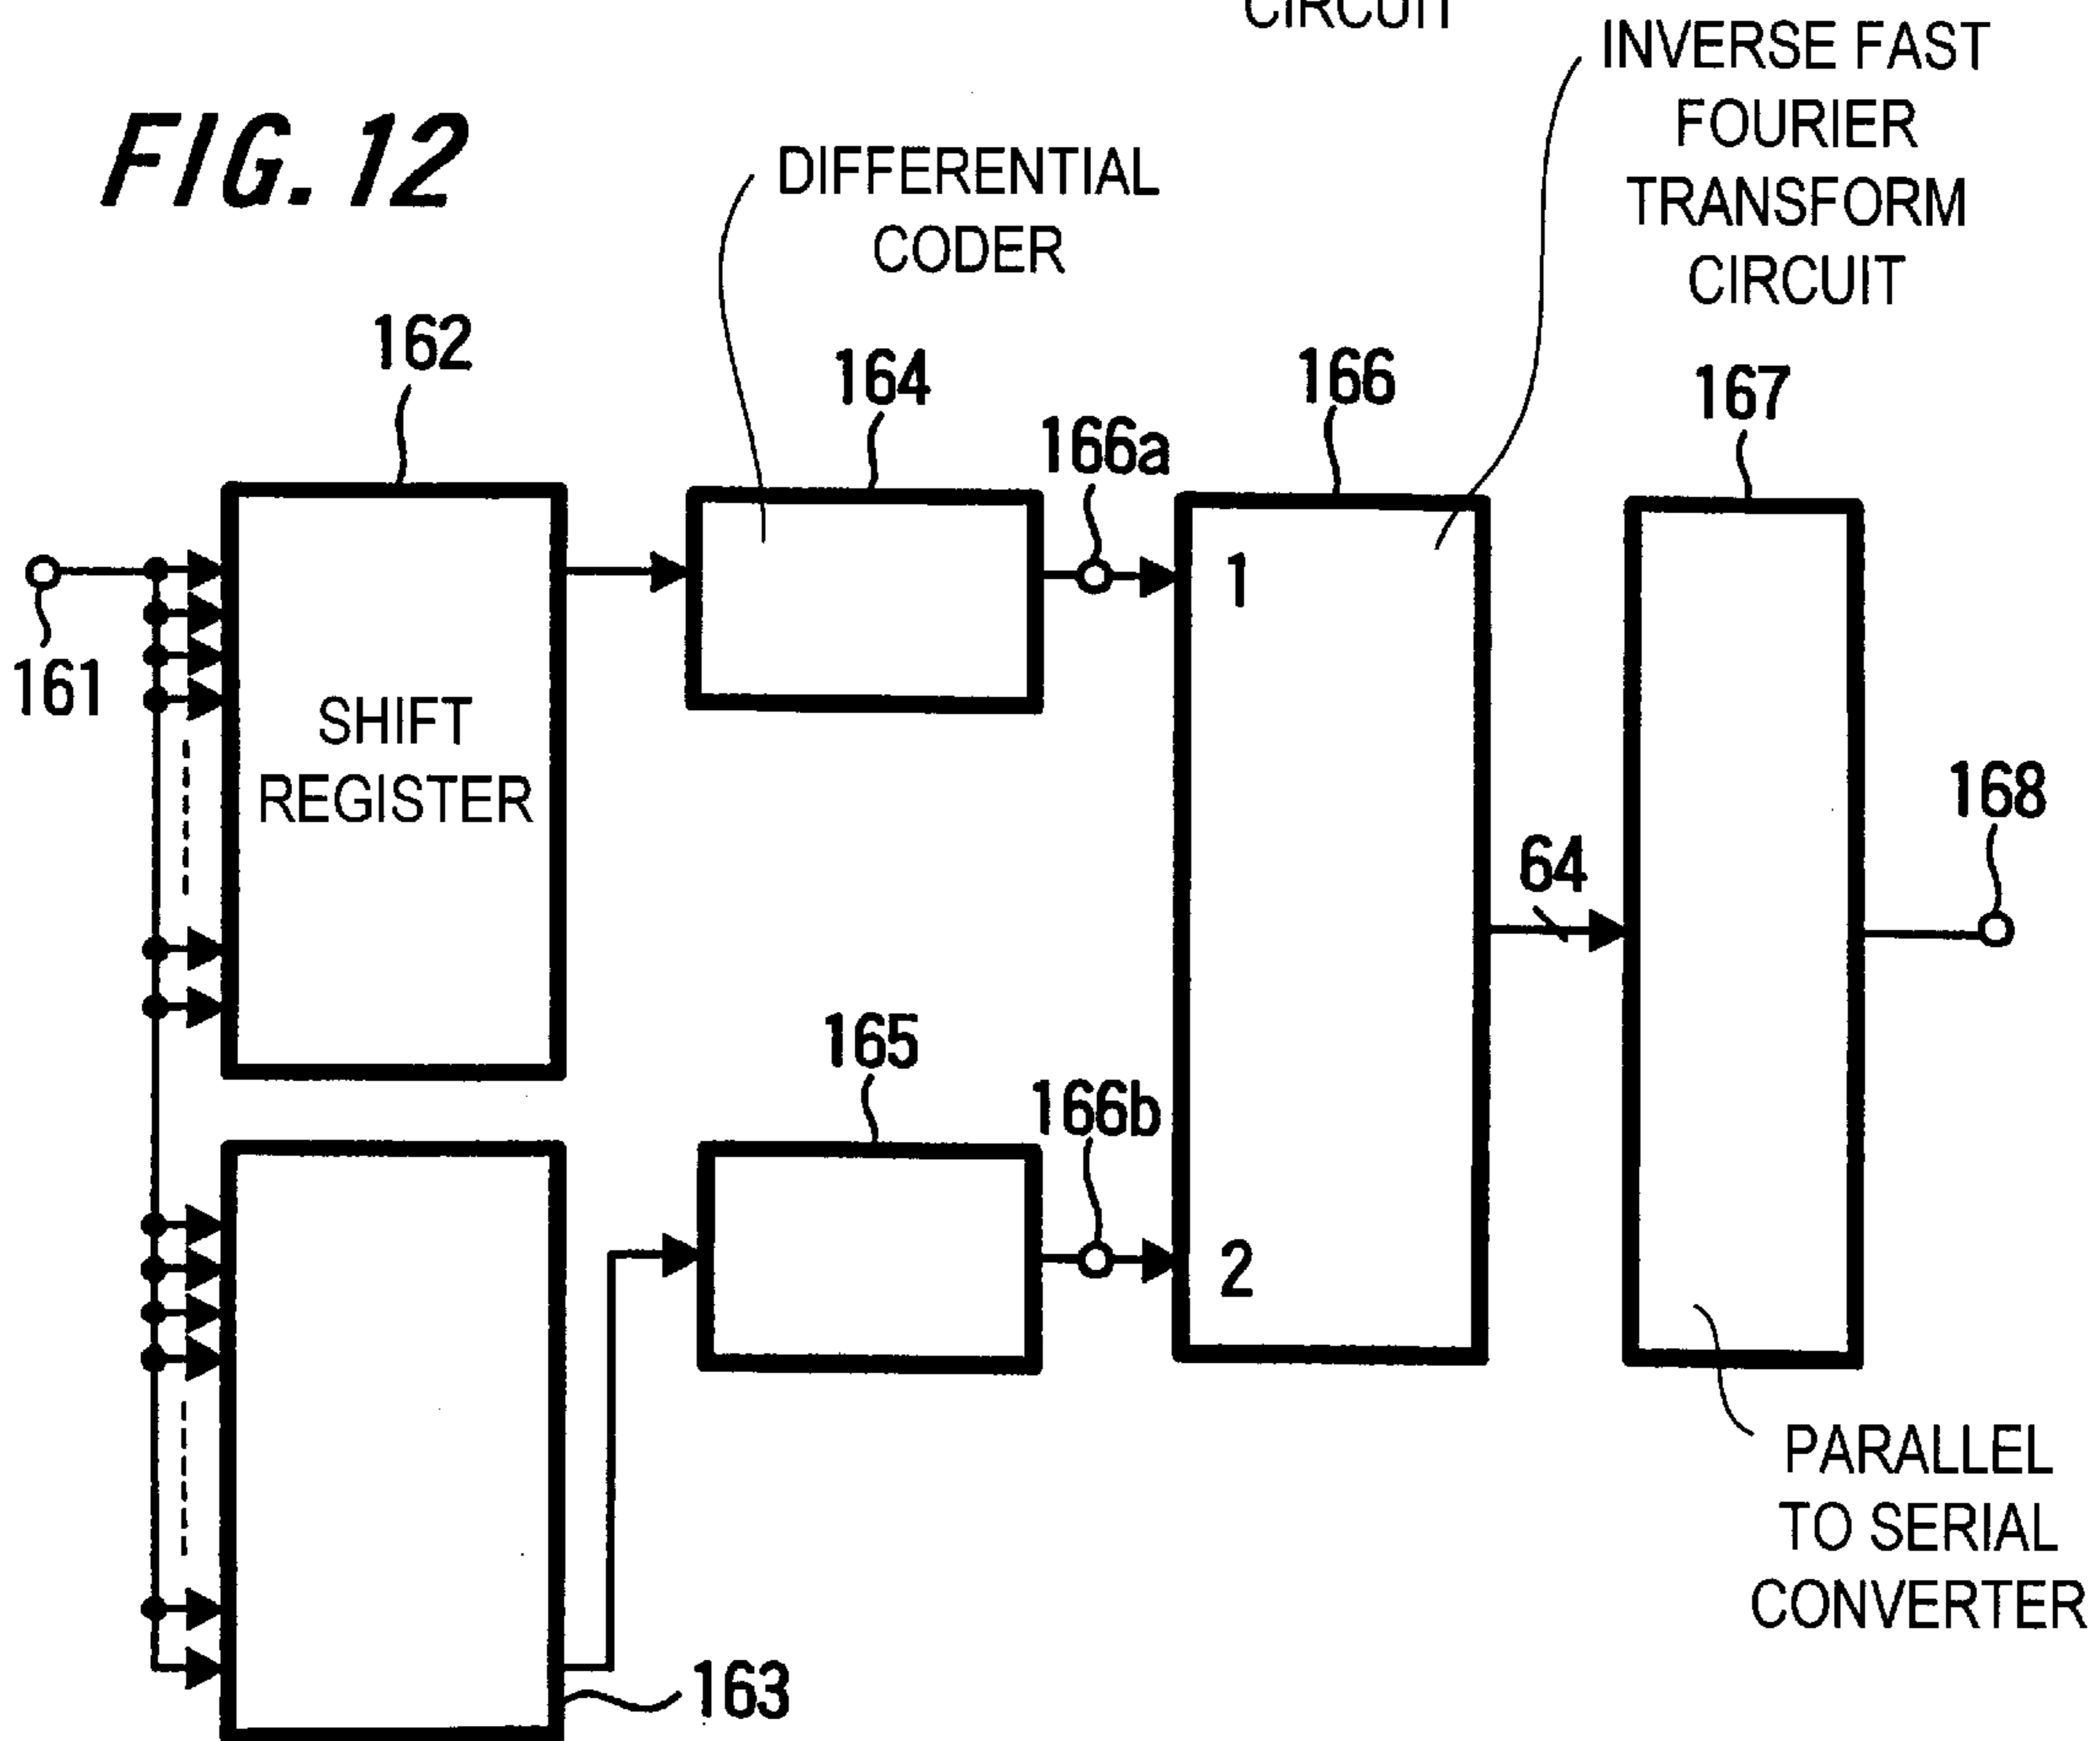 CIRCUIT
INVERSE FAST
FOURIER
TRANSFORM
CIRCUIT
FIG. 12
DIFFERENTIAL
CODER
162
164
166a
166
167
161
1
SHIFT
REGISTER
64
168
165
166b
2
PARALLEL
TO SERIAL
CONVERTER
163